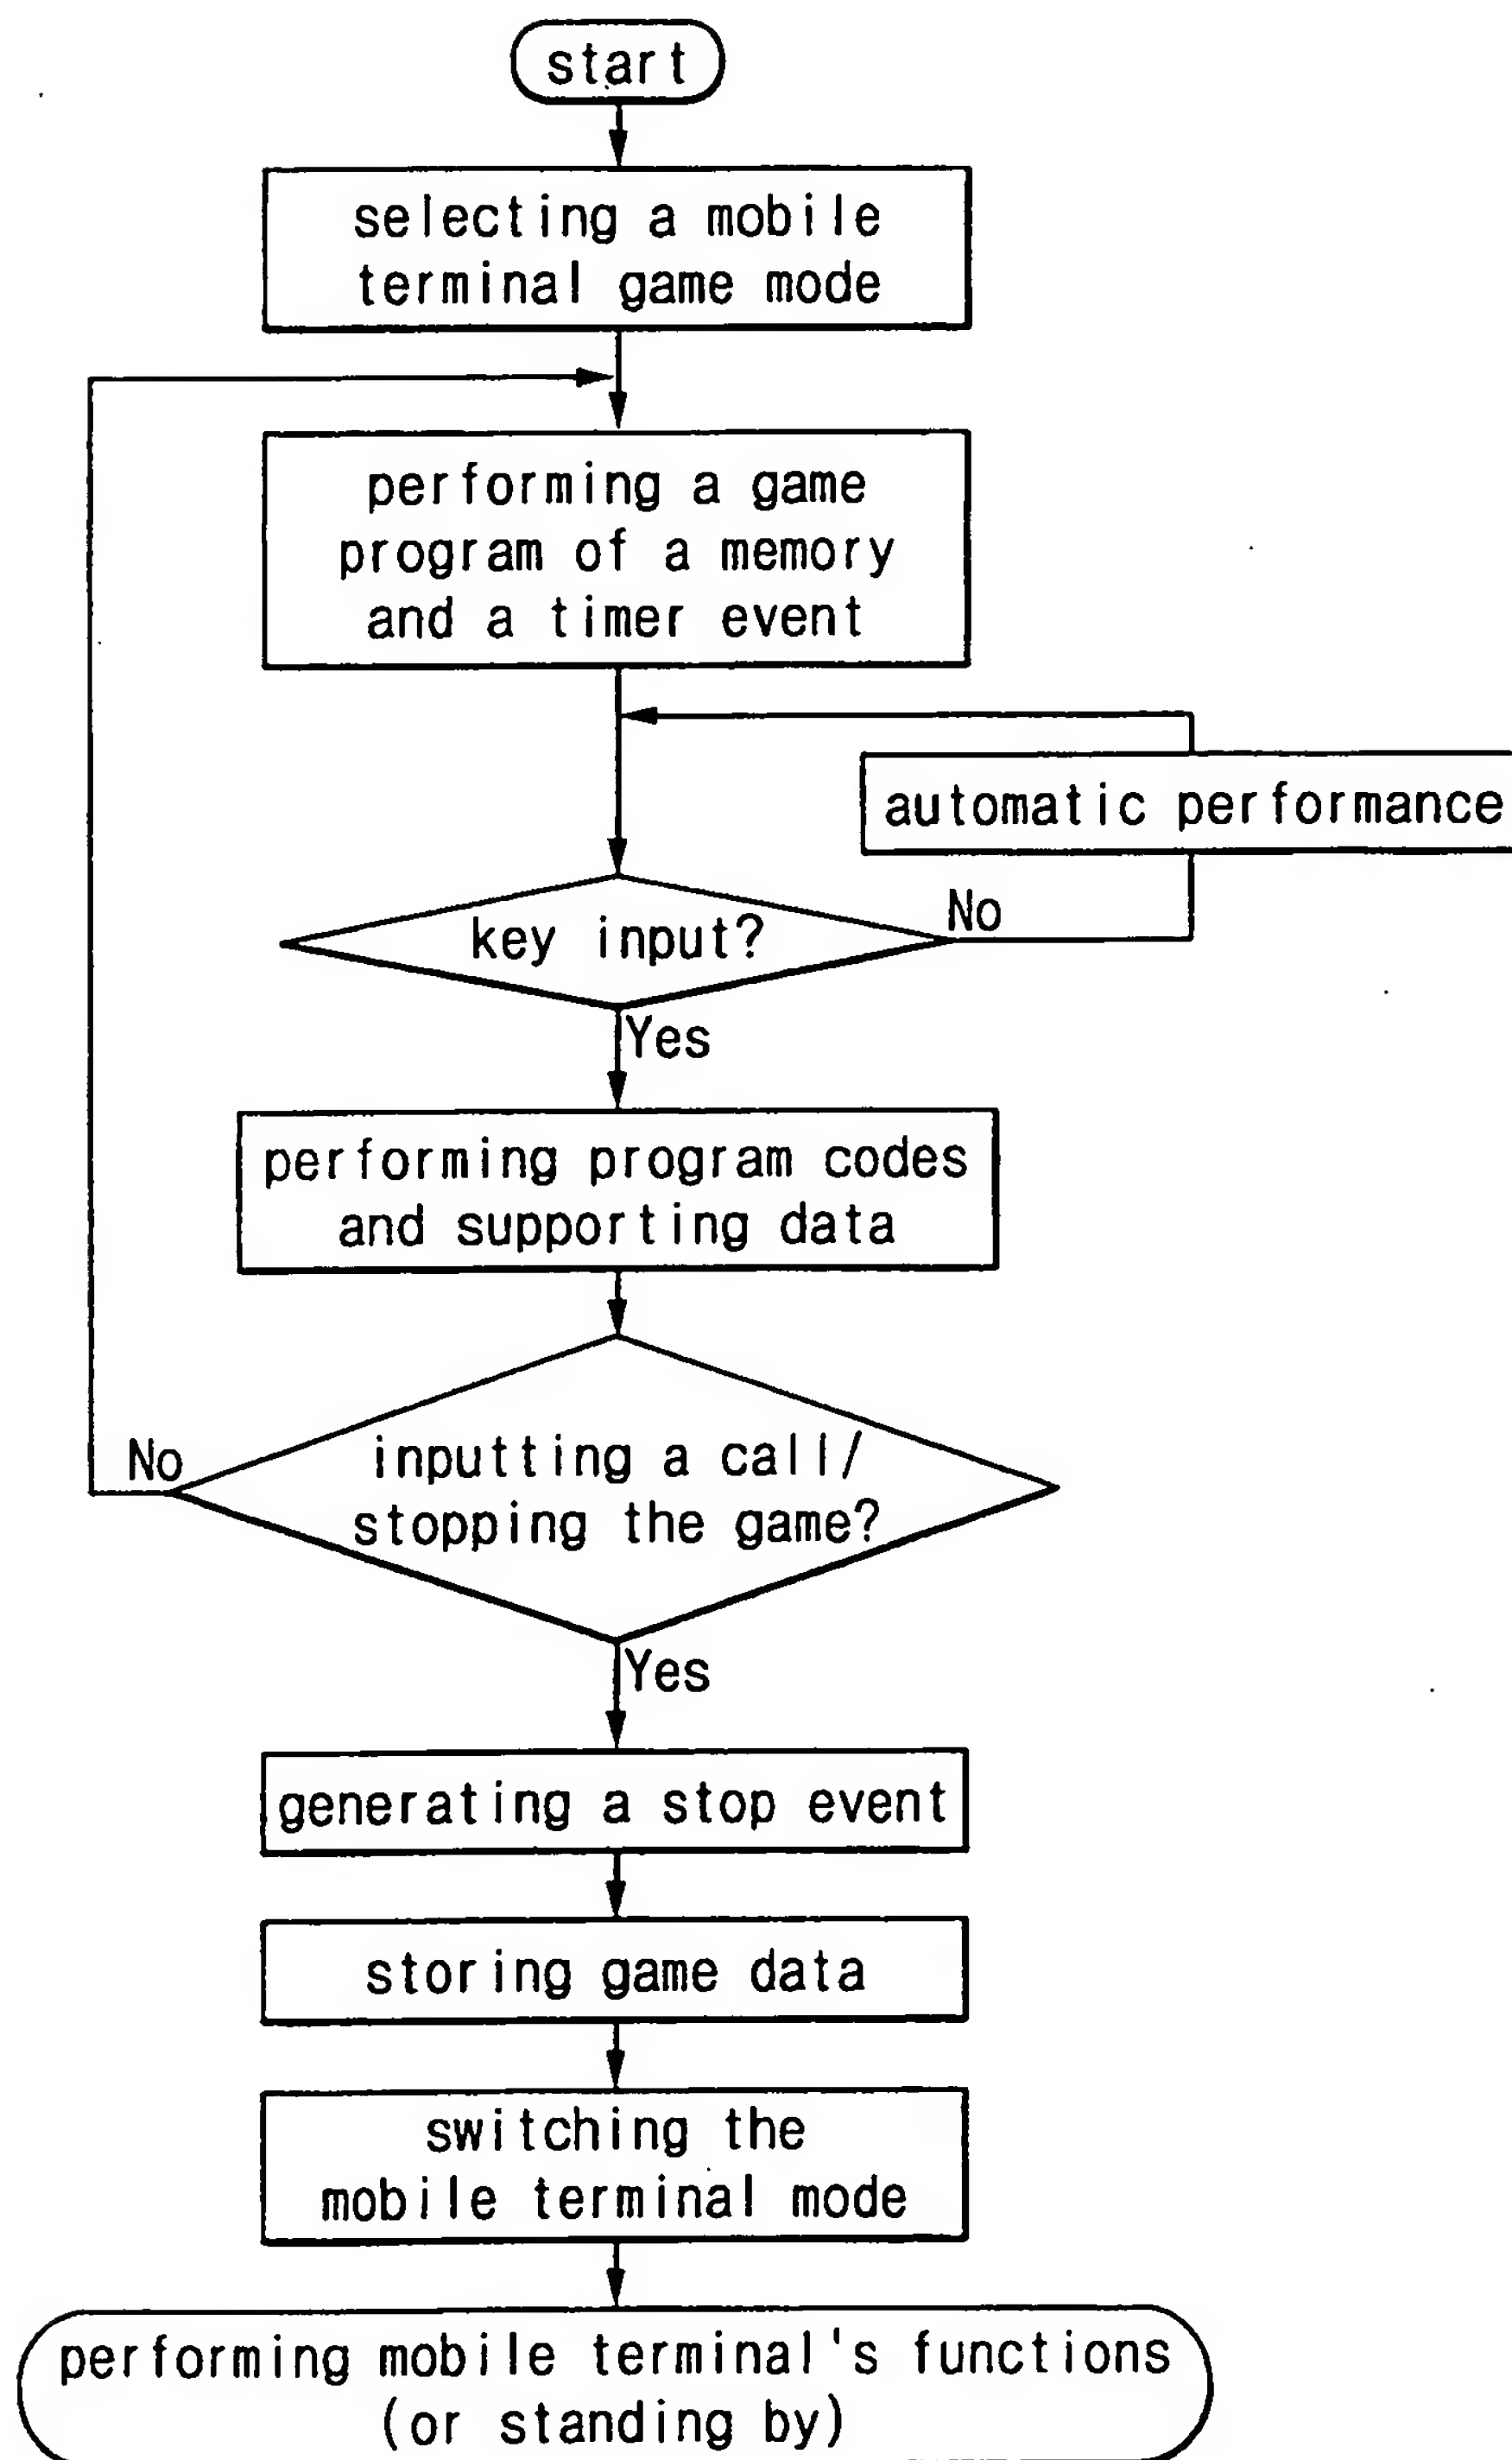 start
selecting a mobile
terminal game mode
performing a game
program of a memory
and a timer event
automatic performance
key input?
No
Yes
performing program codes
and supporting data
No
inputting a call/
stopping the game?
Yes
generating a stop event
storing game data
switching the
mobile terminal mode
performing mobile terminal's functions
(or standing by)